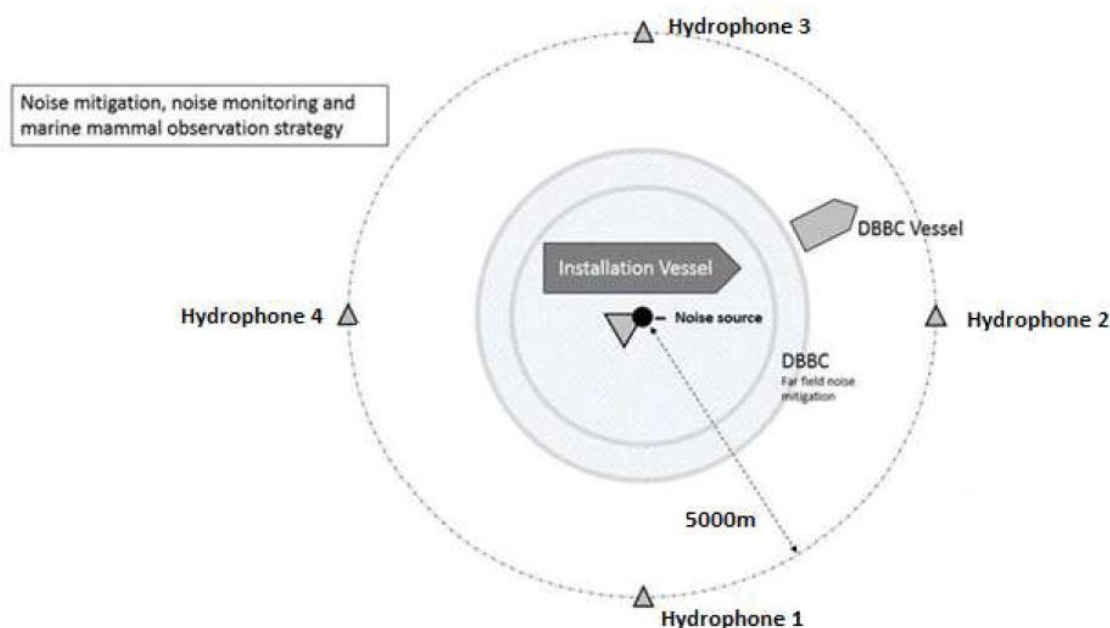 Hydrophone 3
Noise mitigation, noise monitoring and
marine mammal observation strategy
DBBC Vessel
Installation Vessel
Hydrophone 4
Noise source
Hydrophone 2
DBBC
Far field noise
mitigation
5000m
Hydrophone 1